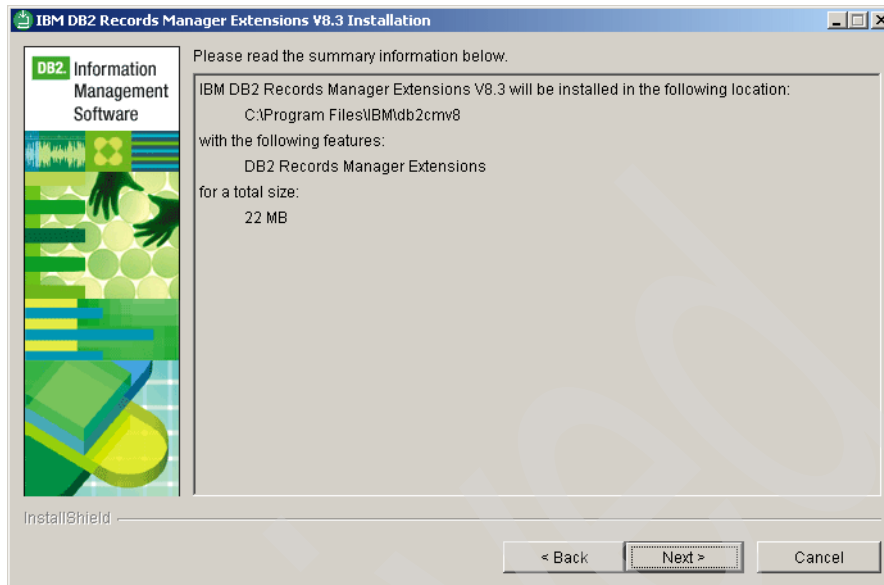 IBM DB2 Records Manager Extensions V8.3 Installation
DB2. Information
Management
Software
Please read the summary information below.
IBM DB2 Records Manager Extensions V8.3 will be installed in the following location:
C:\Program Files\IBM\db2cmv8
with the following features:
DB2 Records Manager Extensions
for a total size:
22 MB
InstallShield
< Back
Next >
Cancel